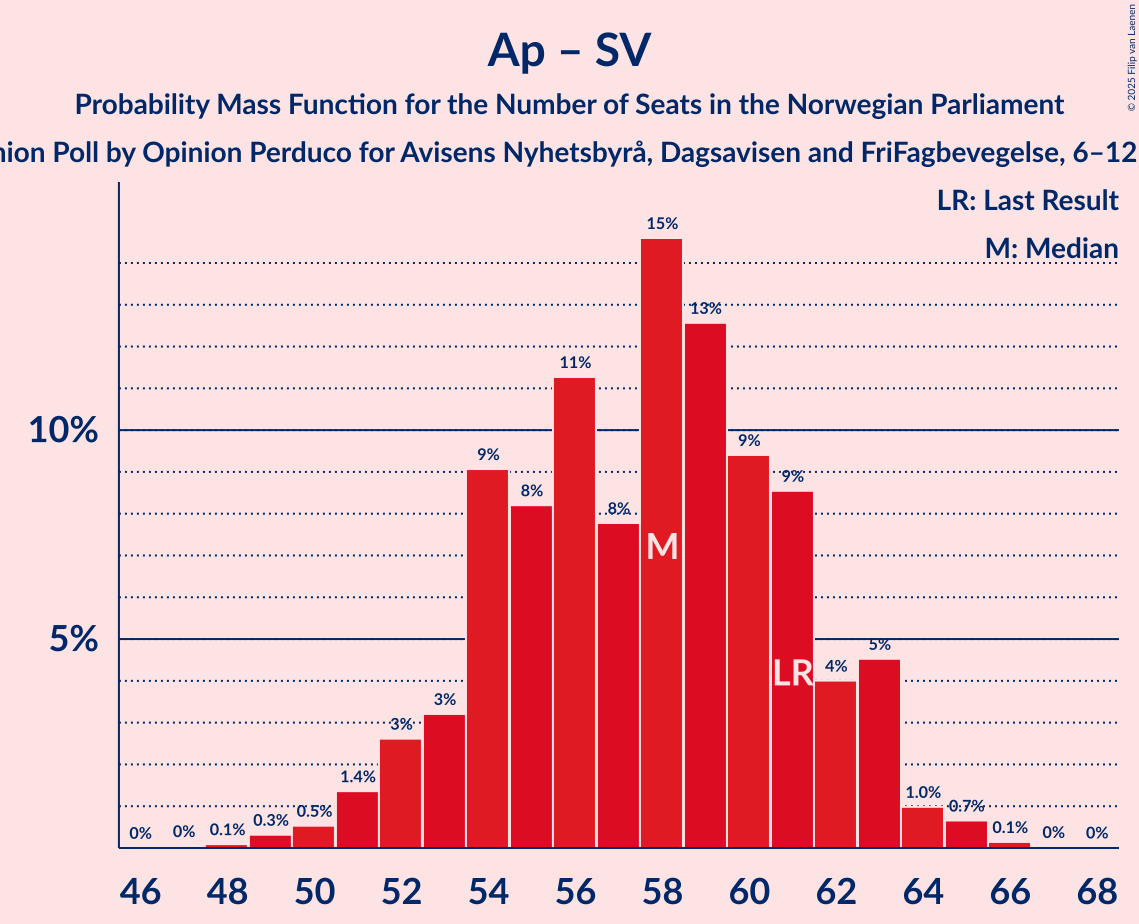 Ap – SV
Probability Mass Function for the Number of Seats in the Norwegian Parliament
nion Poll by Opinion Perduco for Avisens Nyhetsbyrå, Dagsavisen and FriFagbevegelse, 6–12
© 2025 Filip van Laenen
LR: Last Result
M: Median
15%
13%
11%
10%
9%
9%
9%
8%
8%
M
5%
5%
LR
4%
3%
3%
1.4%
1.0%
0.7%
0.5%
0.3%
0.1%
0.1%
0%
0%
0%
0%
46 48 50 52 54 56 58 60 62 64 66 68